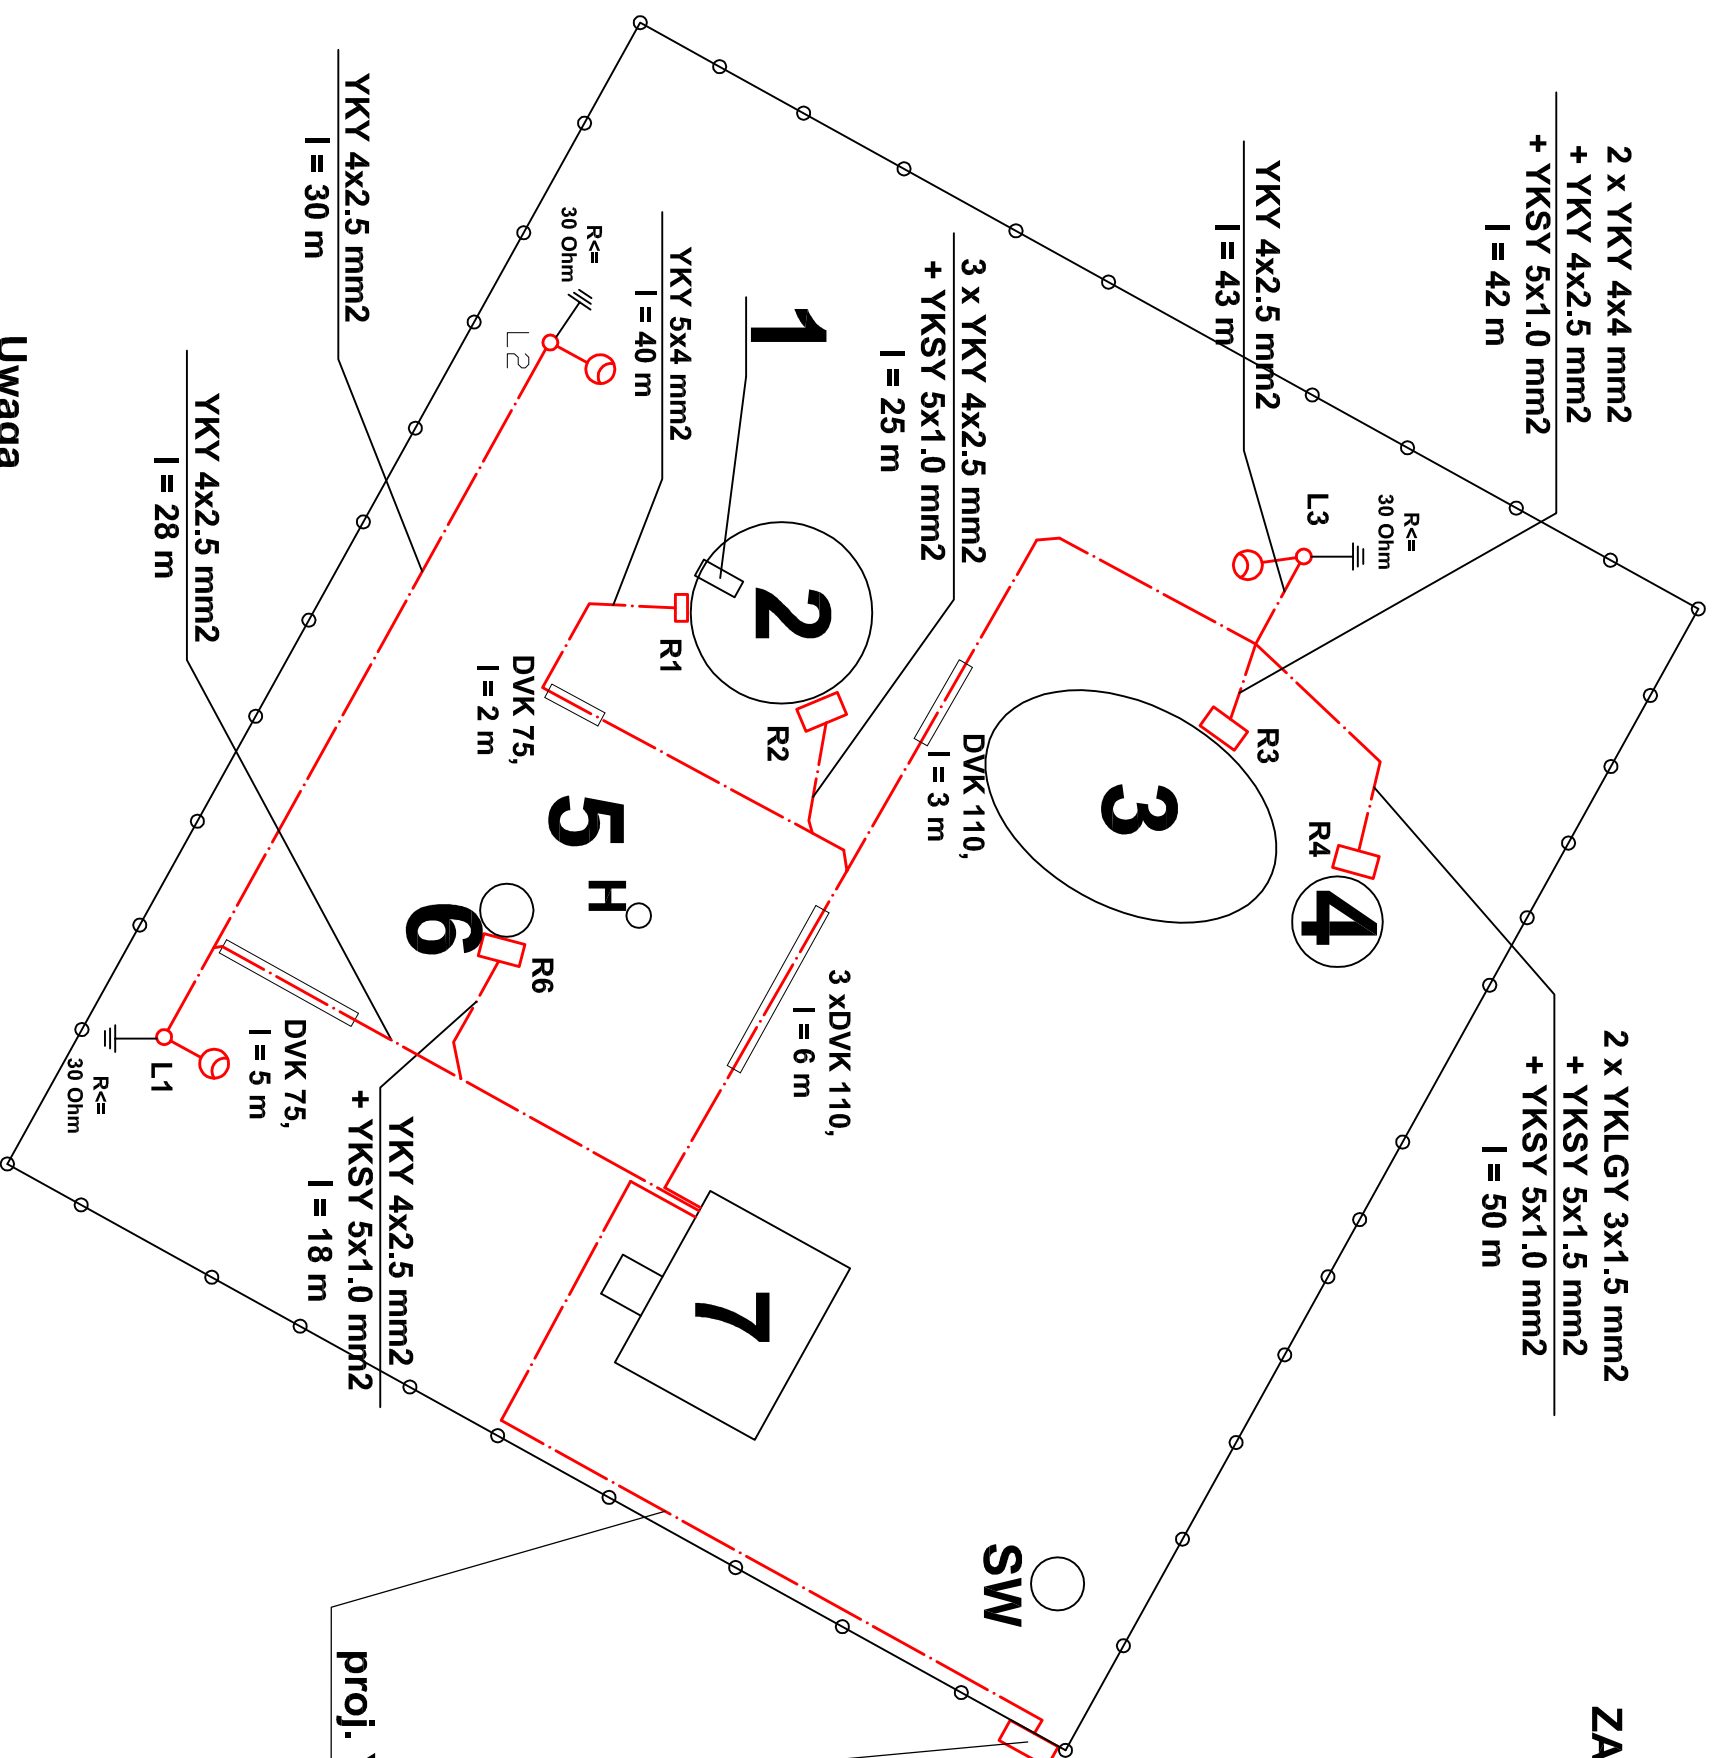 2 x YKY 4x4 mm2
+ YKY 4x2.5 mm2
+ YKSY 5x1.0 mm2
l = 42 m
2 x YKLGY 3x1.5 mm2
+ YKSY 5x1.5 mm2
+ YKSY 5x1.0 mm2
l = 50 m
ZA
YKY 4x2.5 mm2
l = 43 m
R<=
30 Ohm
L3
R3
R4
4
3
3 x YKY 4x2.5 mm2
+ YKSY 5x1.0 mm2
l = 25 m
DVK 110,
l = 3 m
SW
1
2
R2
3 xDVK 110,
l = 6 m
7
YKY 5x4 mm2
l = 40 m
R1
R<=
30 Ohm
L2
DVK 75,
l = 2 m
5
H
R6
6
YKY 4x2.5 mm2
l = 30 m
YKY 4x2.5 mm2
+ YKSY 5x1.0 mm2
l = 18 m
proj.
YKY 4x2.5 mm2
l = 28 m
DVK 75,
l = 5 m
L1
R<=
30 Ohm
Uwaga